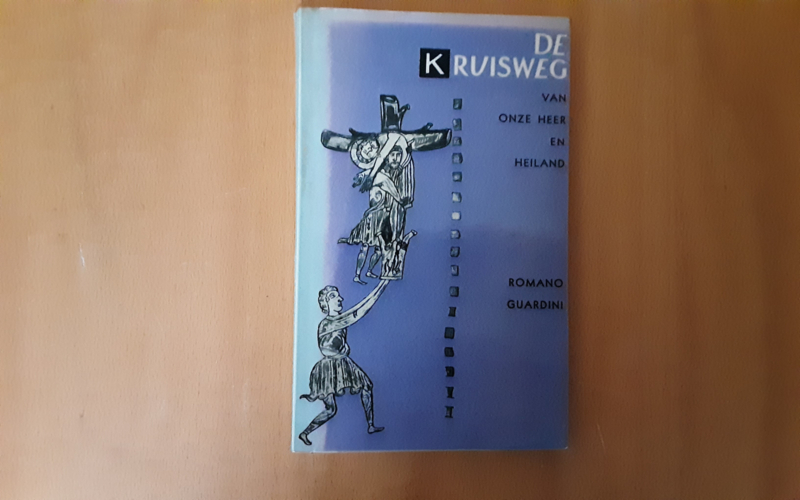 DE
KRUISWEG
VAN
ONZE HEER
EN
HEILAND
ROMANO
GUARDINI